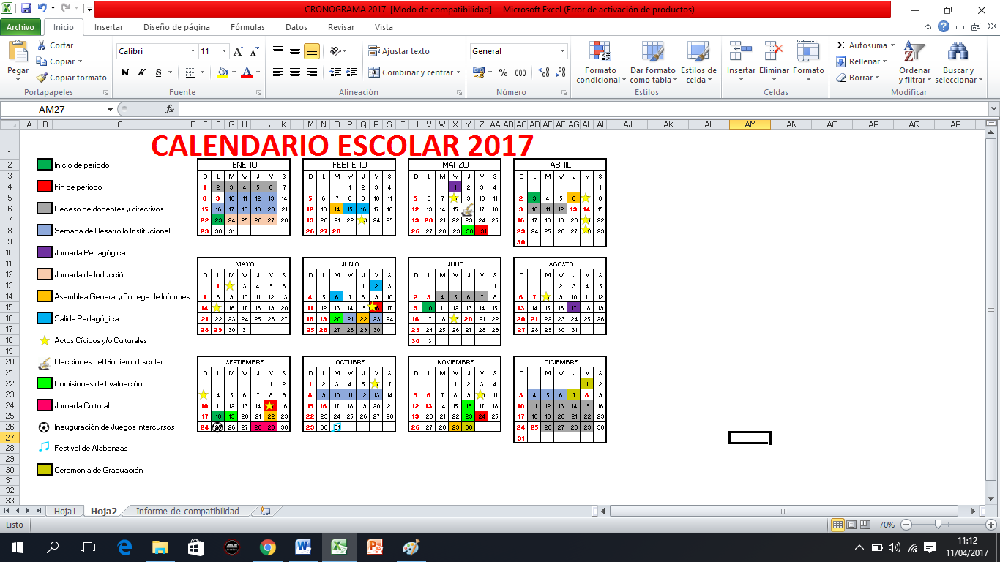 CRONOGRAMA 2017 [Modo de compatibilidad] - Microsoft Excel (Error de activación de productos)
Archivo Inicio Insertar Diseño de página Fórmulas Datos Revisar Vista
Pegar Cortar Copiar Copiar formato
Calibri 11
N K S
Ajustar texto
Combinar y centrar
General
% 000
Formato condicional Dar formato como tabla Estilos de celda
Insertar Eliminar Formato
Autosuma Rellenar Borrar
Ordenar y filtrar Buscar y seleccionar
Portapapeles Fuente Alineación Número Estilos Celdas Modificar
AM27 fx
A B C D E F G H I J K L M N O P Q R S T U V W X Y Z AA AB AC AD AE AF AG AH AI AJ AK AL AM AN AO AP AQ AR
CALENDARIO ESCOLAR 2017
Inicio de periodo
Fin de periodo
Receso de docentes y directivos
Semana de Desarrollo Institucional
Jornada Pedagógica
Jornada de Inducción
Asamblea General y Entrega de Informes
Salida Pedagógica
Actos Cívicos y/o Culturales
Elecciones del Gobierno Escolar
Comisiones de Evaluación
Jornada Cultural
Inauguración de Juegos Intercursos
Festival de Alabanzas
Ceremonia de Graduación
ENERO
D L M M J V S
1 2 3 4 5 6 7
8 9 10 11 12 13 14
15 16 17 18 19 20 21
22 23 24 25 26 27 28
29 30 31
FEBRERO
D L M M J V S
1 2 3 4
5 6 7 8 9 10 11
12 13 14 15 16 17 18
19 20 21 22 24 25
26 27 28
MARZO
D L M M J V S
1 2 3 4
5 6 7 9 10 11
12 13 14 15 17 18
19 20 21 22 23 24 25
26 27 28 29 30 31
ABRIL
D L M M J V S
1
2 3 4 5 6 8
9 10 11 12 13 14 15
16 17 18 19 20 22
23 24 25 26 27 28 29
30
MAYO
D L M M J V S
1 3 4 5 6
7 8 9 10 11 12 13
14 16 17 18 19 20
21 22 23 24 25 26 27
28 29 30 31
JUNIO
D L M M J V S
1 2 3
4 5 6 7 8 9 10
11 12 13 14 15 17
18 19 20 21 22 23 24
25 26 27 28 29 30
JULIO
D L M M J V S
1
2 3 4 5 6 7 8
9 10 11 12 13 14 15
16 17 18 20 21 22
23 24 25 26 27 28 29
30 31
AGOSTO
D L M M J V S
1 2 3 4 5
6 7 9 10 11 12
13 14 15 16 17 18 19
20 21 22 23 24 25 26
27 28 29 30 31
SEPTIEMBRE
D L M M J V S
1 2
4 5 6 7 8 9
10 11 12 13 14 16
17 18 19 20 21 22 23
24 26 27 28 29 30
OCTUBRE
D L M M J V S
1 2 3 4 5 7
8 9 10 11 12 13 14
15 16 17 18 19 20 21
22 23 24 25 26 27 28
29 30 31
NOVIEMBRE
D L M M J V S
1 2 3 4
5 6 7 8 9 11
12 13 14 15 16 17 18
19 20 21 22 23 24 25
26 27 28 29 30
DICIEMBRE
D L M M J V S
1 2
3 4 5 6 7 8 9
10 11 12 13 14 15 16
17 18 19 20 21 22 23
24 25 26 27 28 29 30
31
1
2
3
4
5
6
7
8
9
10
11
12
13
14
15
16
17
18
19
20
21
22
23
24
25
26
27
28
29
30
31
32
33
Hoja1 Hoja2 Informe de compatibilidad
Listo 70%
11:12
11/04/2017